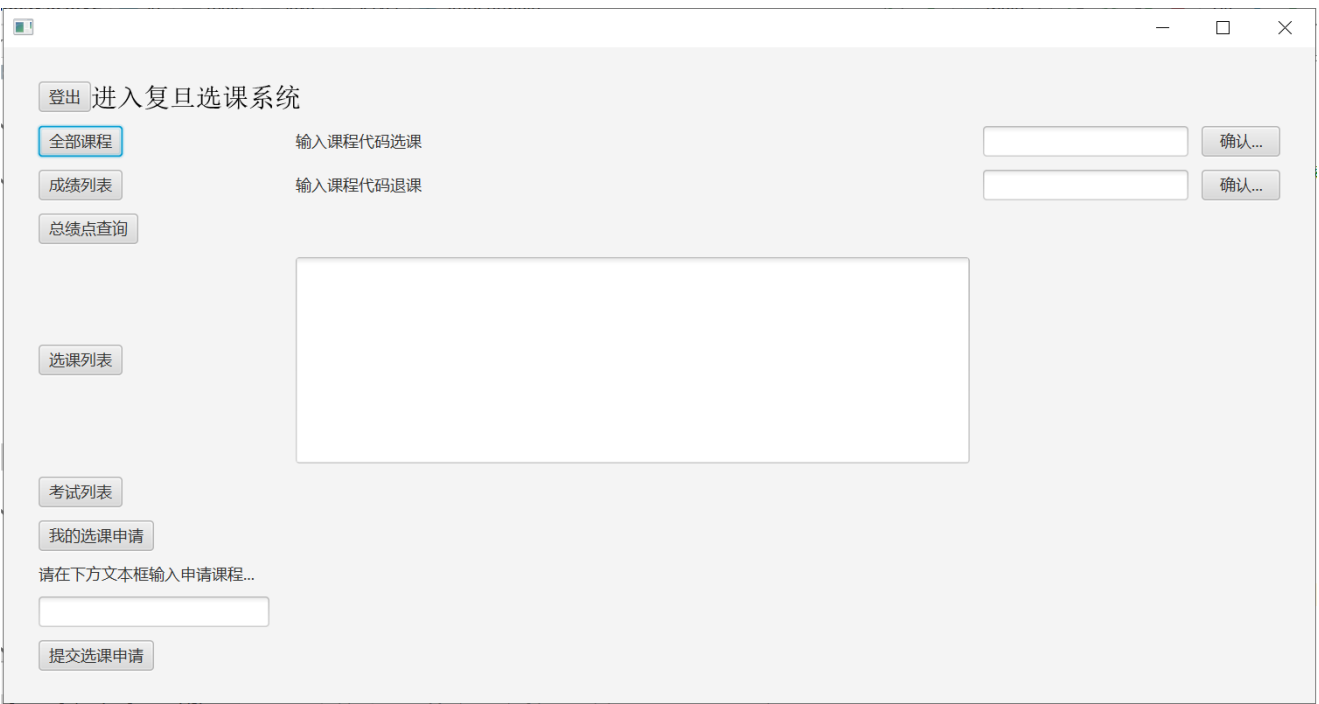 登出 进入复旦选课系统
全部课程 输入课程代码选课 确认...
成绩列表 输入课程代码退课 确认...
总绩点查询
选课列表
考试列表
我的选课申请
请在下方文本框输入申请课程...
提交选课申请